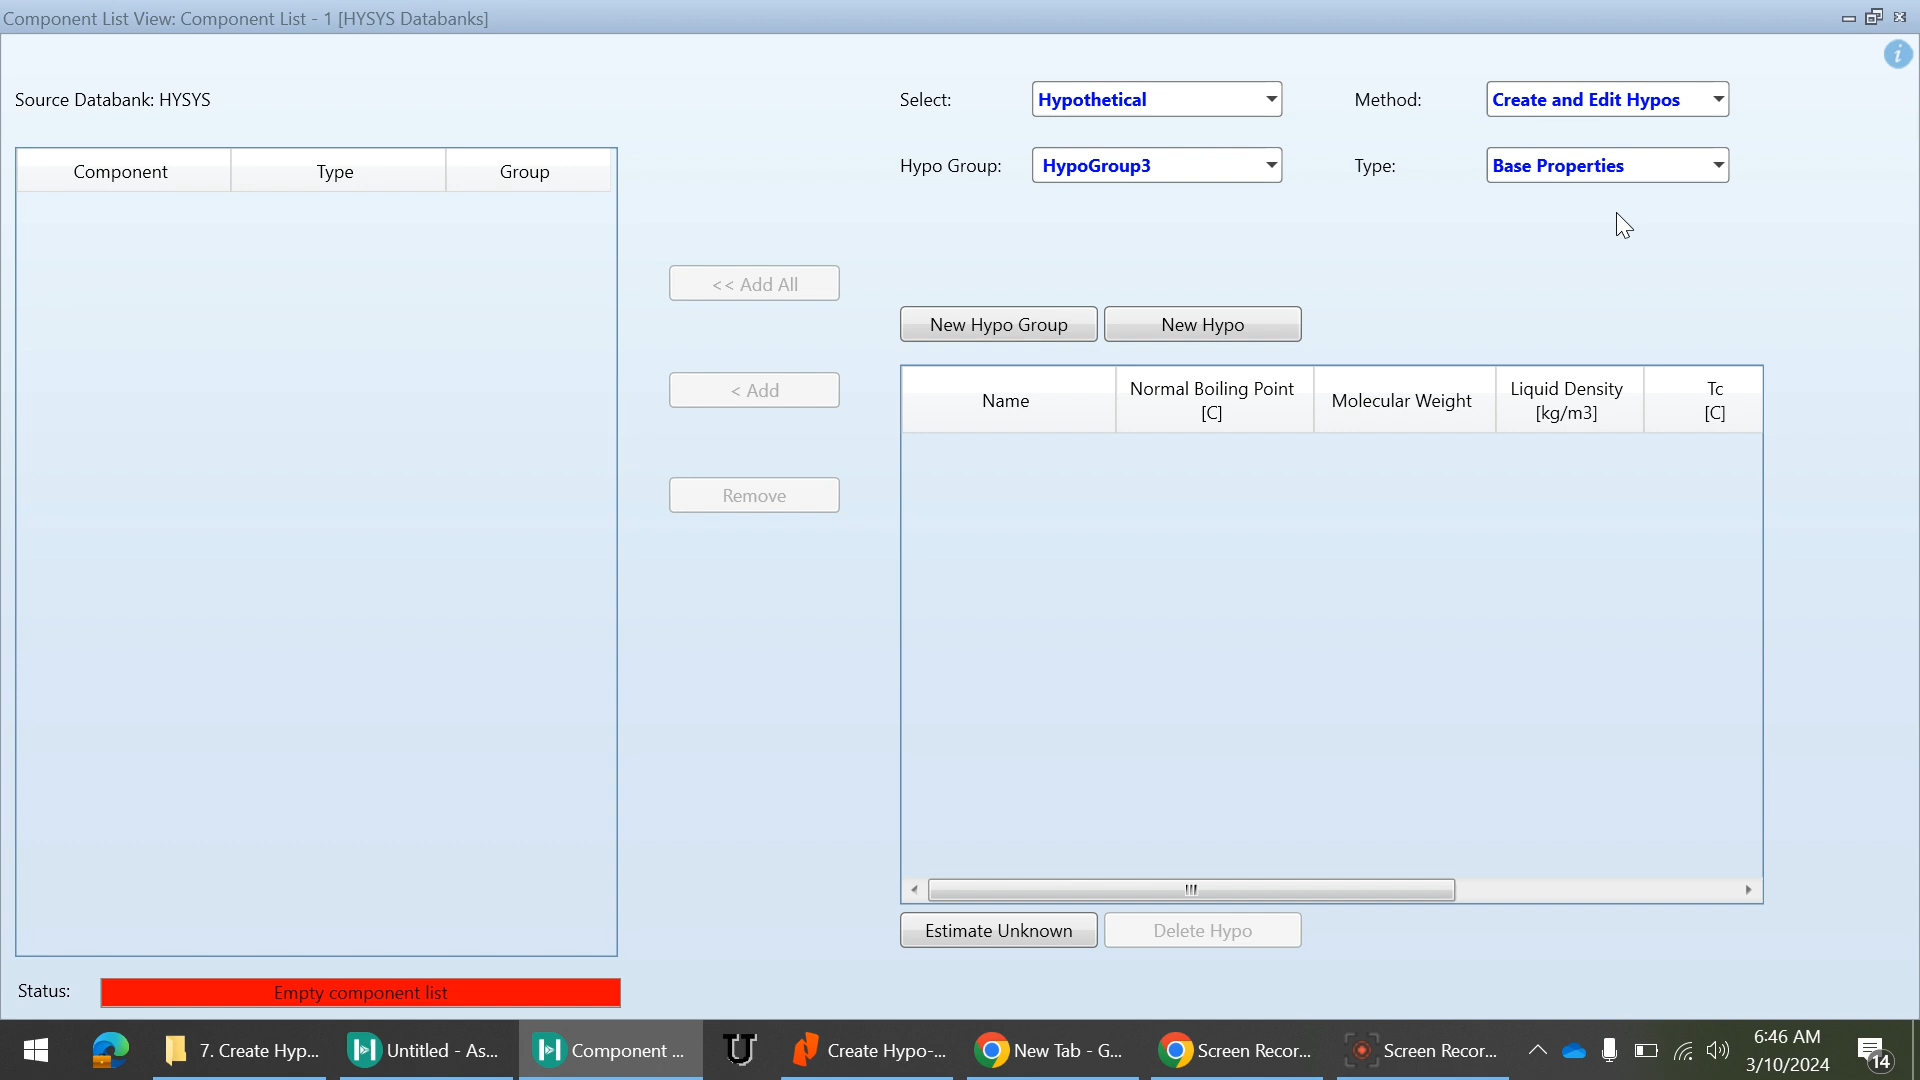 Component List View: Component List - 1 [HYSYS Databanks]
Source Databank: HYSYS
Select: Hypothetical Method: Create and Edit Hypos
Hypo Group: HypoGroup3 Type: Base Properties
Component Type Group
<< Add All
< Add
Remove
New Hypo Group New Hypo
Name Normal Boiling Point [C] Molecular Weight Liquid Density [kg/m3] Tc [C]
Estimate Unknown Delete Hypo
Status: Empty component list
7. Create Hyp... Untitled - As... Component ... Create Hypo-... New Tab - G... Screen Recor... Screen Recor... 6:46 AM
3/10/2024 14